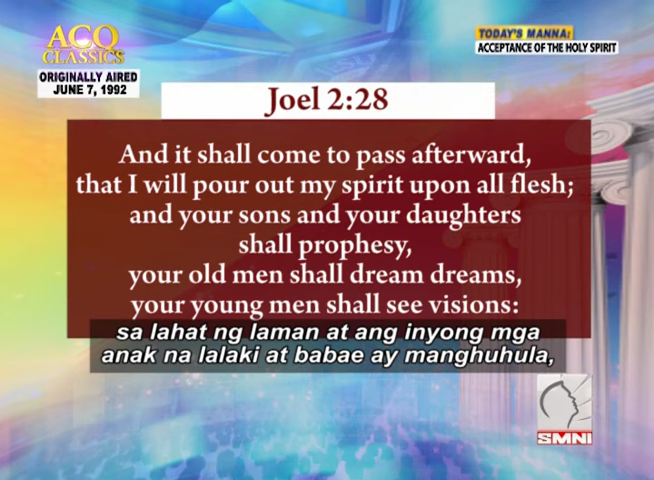 ACQ
CLASSICS
ORIGINALLY AIRED
JUNE 7, 1992
TODAY'S MANNA:
ACCEPTANCE OF THE HOLY SPIRIT
Joel 2:28
And it shall come to pass afterward,
that I will pour out my spirit upon all flesh;
and your sons and your daughters
shall prophesy,
your old men shall dream dreams,
your young men shall see visions:
sa lahat ng laman at ang inyong mga
anak na lalaki at babae ay manghuhula,
SMNI